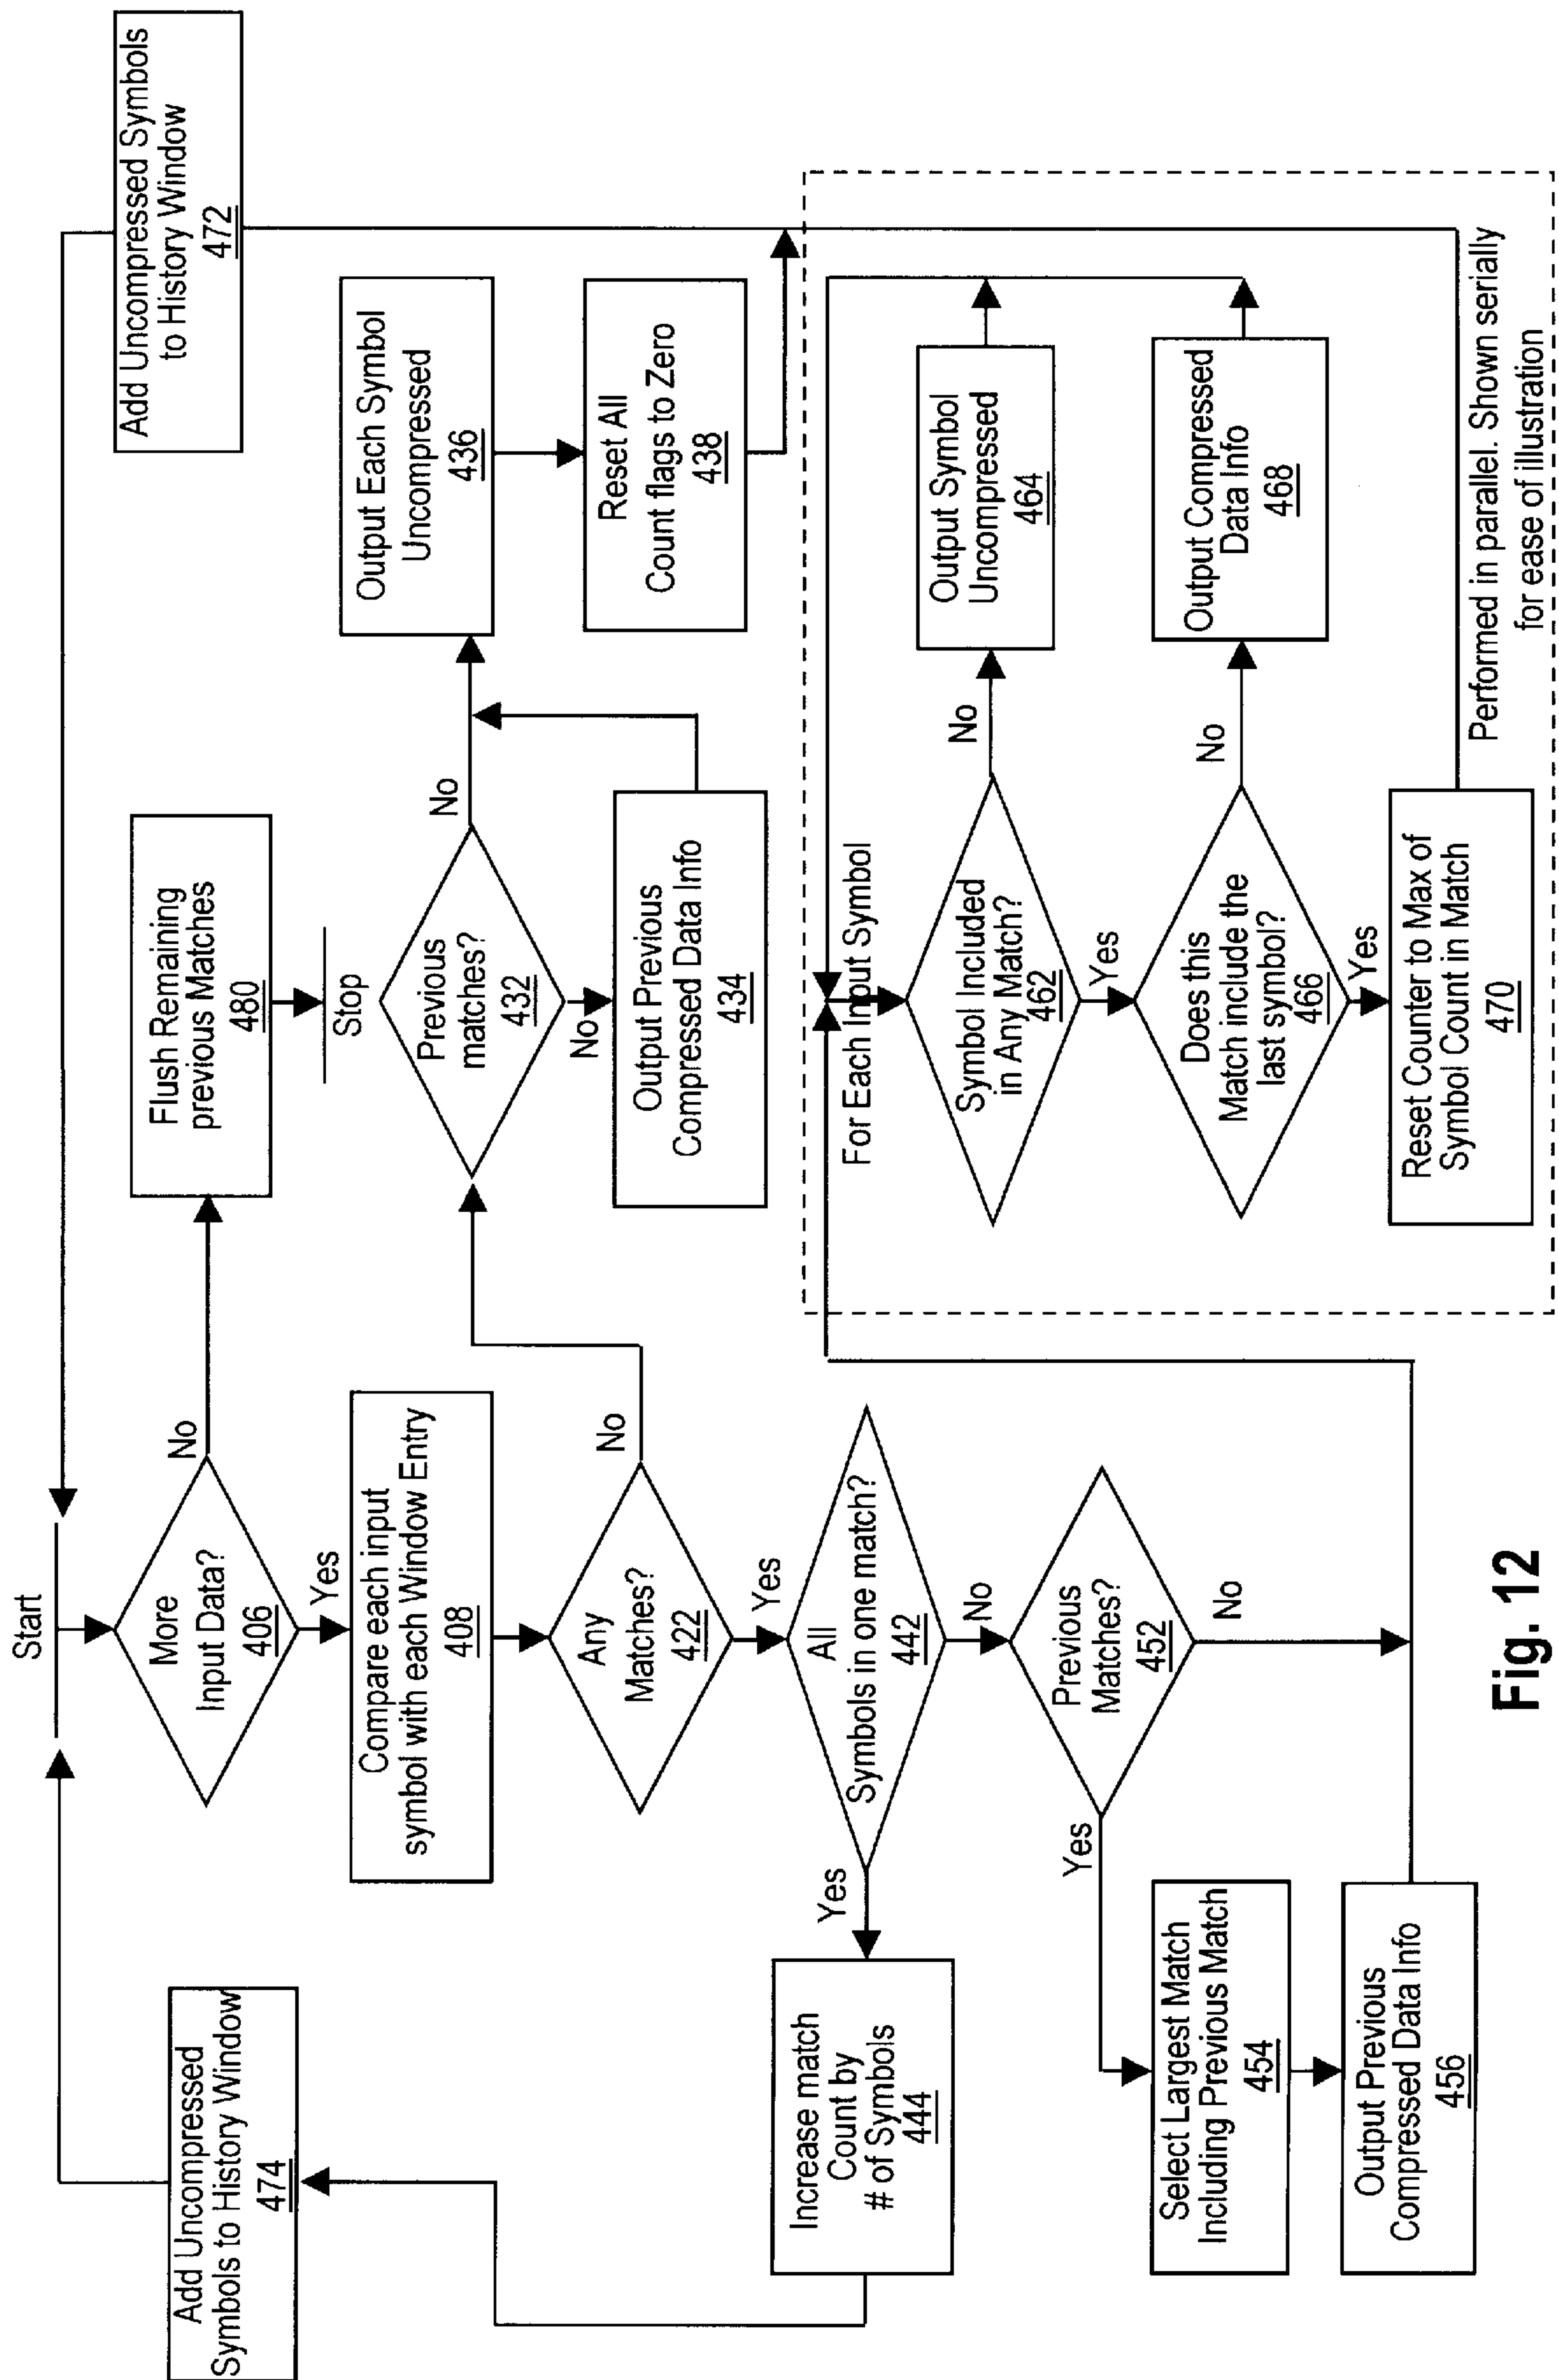 Start
More
Input Data?
406
No
Yes
Flush Remaining
previous Matches
480
Stop
Compare each input
symbol with each Window Entry
408
Any
Matches?
422
No
Yes
Previous
matches?
432
No
No
Output Previous
Compressed Data Info
434
Output Each Symbol
Uncompressed
436
Reset All
Count flags to Zero
438
Add Uncompressed Symbols
to History Window
472
All
Symbols in one match?
442
Yes
No
Increase match
Count by
# of Symbols
444
Add Uncompressed
Symbols to History Window
474
Previous
Matches?
452
Yes
No
Select Largest Match
Including Previous Match
454
Output Previous
Compressed Data Info
456
For Each Input Symbol
Symbol Included
in Any Match?
462
No
Yes
Output Symbol
Uncompressed
464
Does this
Match include the
last symbol?
466
No
Yes
Output Compressed
Data Info
468
Reset Counter to Max of
Symbol Count in Match
470
Performed in parallel. Shown serially
for ease of illustration
Fig. 12